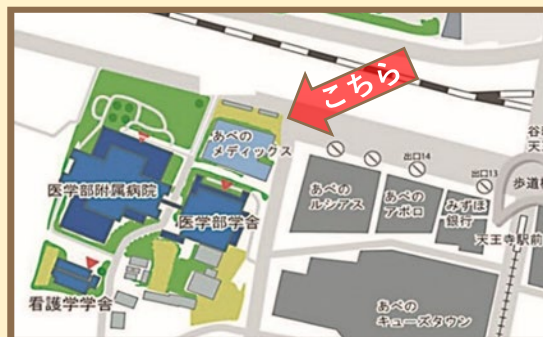 こちら
あべの
メディックス
医学部附属病院
医学部学舎
看護学学舎
あべの
ルシアス
出口14
あべの
アポロ
出口13
みずほ
銀行
歩道橋
天王寺駅前
あべの
キューズタウン